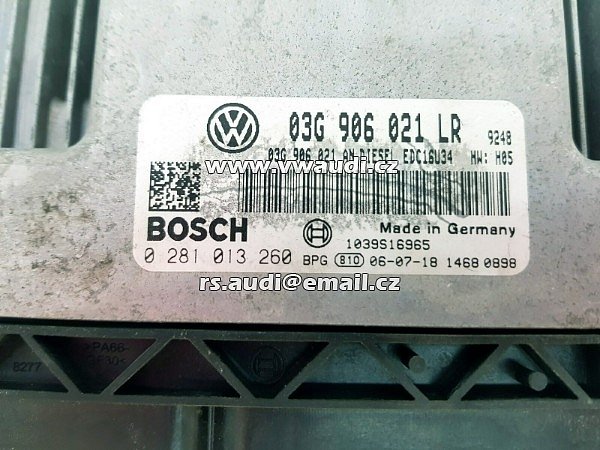 03G 906 021 LR 9248
03G 906 021 AN DIESEL EDC16U34 HW: H05
www.vwaudi.cz
BOSCH Made in Germany
1039S16965
0 281 013 260 BPG 810 06-07-18 1468 0898
rs.audi@email.cz
>PA66-
GF30<
8277